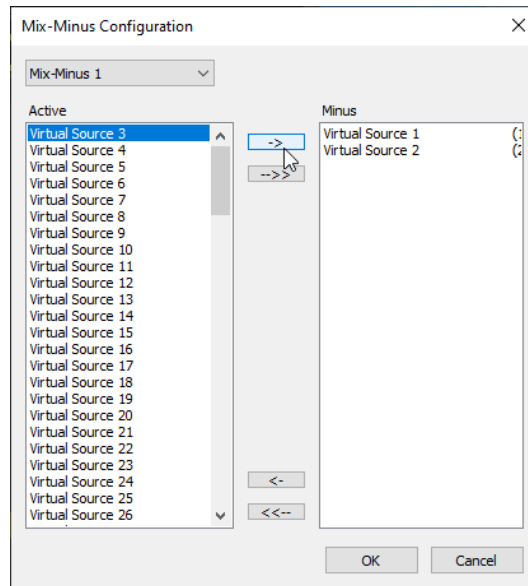 Mix-Minus Configuration
Mix-Minus 1
Active
Minus
Virtual Source 3
Virtual Source 4
Virtual Source 5
Virtual Source 6
Virtual Source 7
Virtual Source 8
Virtual Source 9
Virtual Source 10
Virtual Source 11
Virtual Source 12
Virtual Source 13
Virtual Source 14
Virtual Source 15
Virtual Source 16
Virtual Source 17
Virtual Source 18
Virtual Source 19
Virtual Source 20
Virtual Source 21
Virtual Source 22
Virtual Source 23
Virtual Source 24
Virtual Source 25
Virtual Source 26
->
-->>
<-
<<--
Virtual Source 1
Virtual Source 2
OK
Cancel